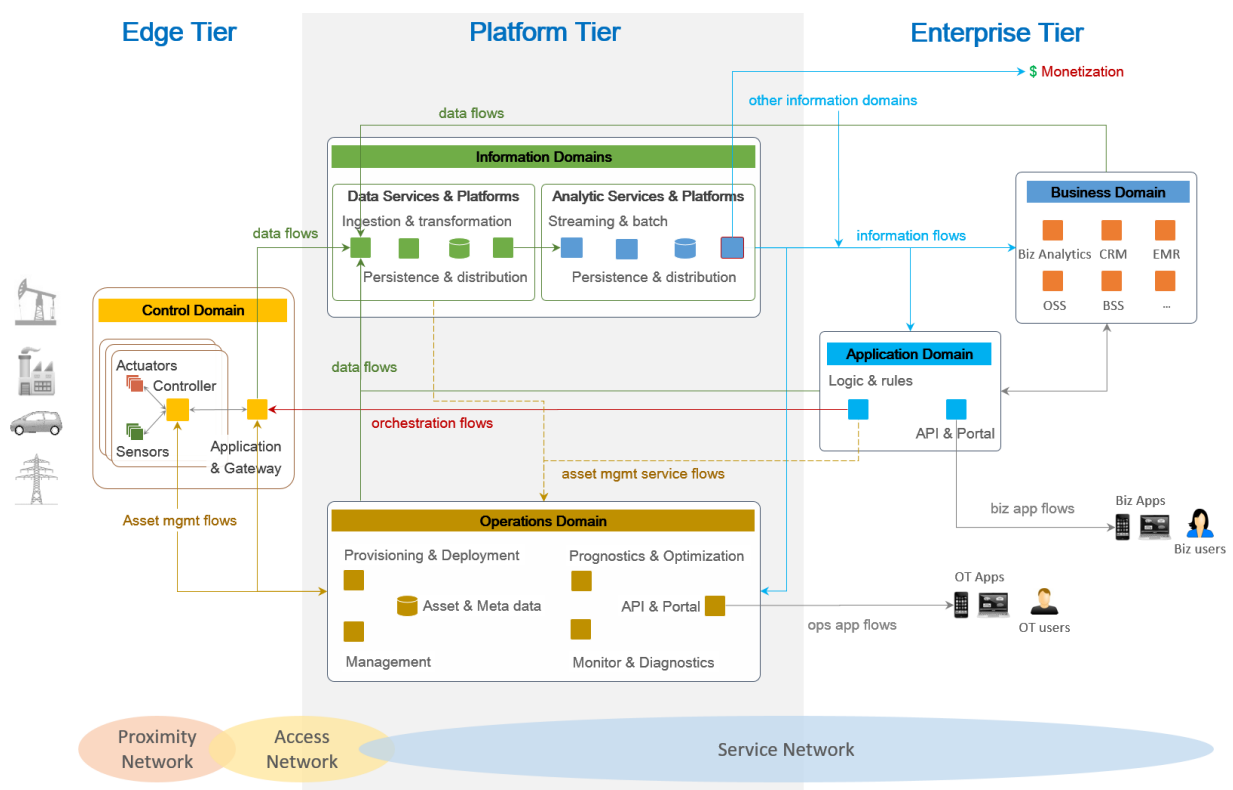 Edge Tier
Platform Tier
Enterprise Tier
$ Monetization
other information domains
data flows
Information Domains
Data Services & Platforms
Analytic Services & Platforms
Ingestion & transformation
Streaming & batch
Persistence & distribution
Persistence & distribution
data flows
information flows
Business Domain
Biz Analytics
CRM
EMR
OSS
BSS
...
Control Domain
Actuators
Controller
Sensors
Application
& Gateway
data flows
Application Domain
Logic & rules
API & Portal
orchestration flows
asset mgmt service flows
Asset mgmt flows
Operations Domain
Provisioning & Deployment
Prognostics & Optimization
Asset & Meta data
API & Portal
Management
Monitor & Diagnostics
biz app flows
Biz Apps
Biz users
OT Apps
ops app flows
OT users
Proximity
Network
Access
Network
Service Network